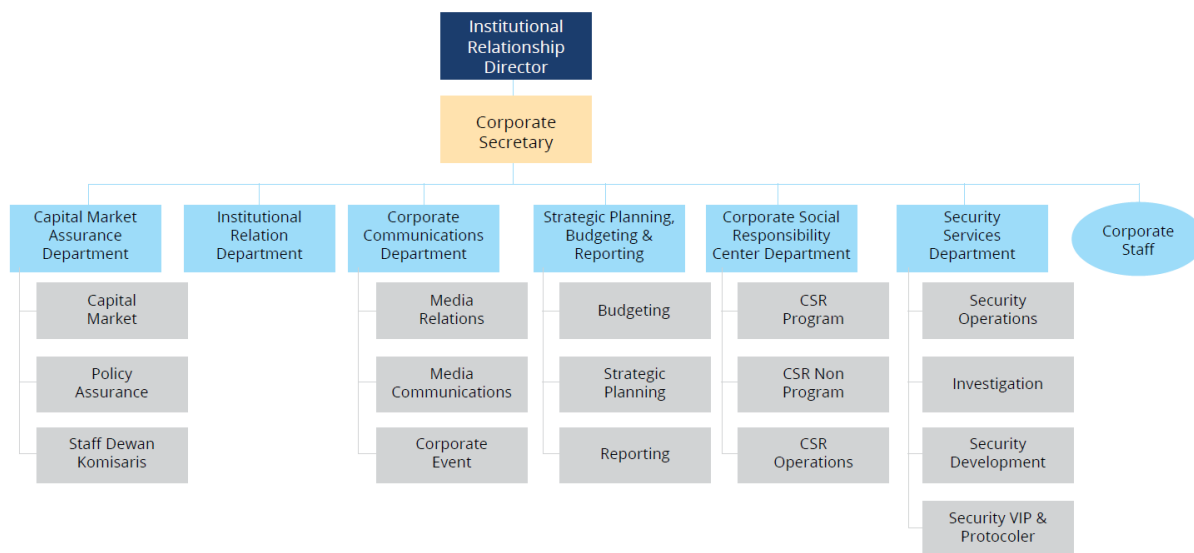 Institutional
Relationship
Director
Corporate
Secretary
Capital Market
Assurance
Department
Institutional
Relation
Department
Corporate
Communications
Department
Strategic Planning,
Budgeting &
Reporting
Corporate Social
Responsibility
Center Department
Security
Services
Department
Corporate
Staff
Capital
Market
Policy
Assurance
Staff Dewan
Komisaris
Media
Relations
Media
Communications
Corporate
Event
Budgeting
Strategic
Planning
Reporting
CSR
Program
CSR Non
Program
CSR
Operations
Security
Operations
Investigation
Security
Development
Security VIP &
Protocoler